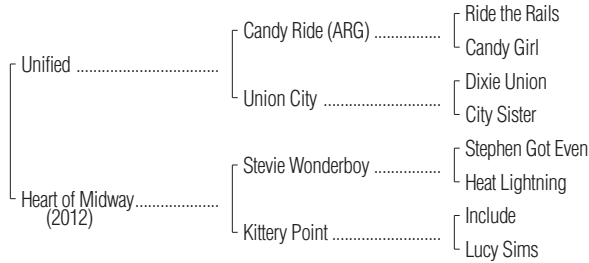 Ride the Rails
Candy Ride (ARG) ................
Candy Girl
Unified ................................
Dixie Union
Union City ..........................
City Sister
Stephen Got Even
Stevie Wonderboy ...............
Heat Lightning
Heart of Midway...................
(2012)
Include
Kittery Point ........................
Lucy Sims